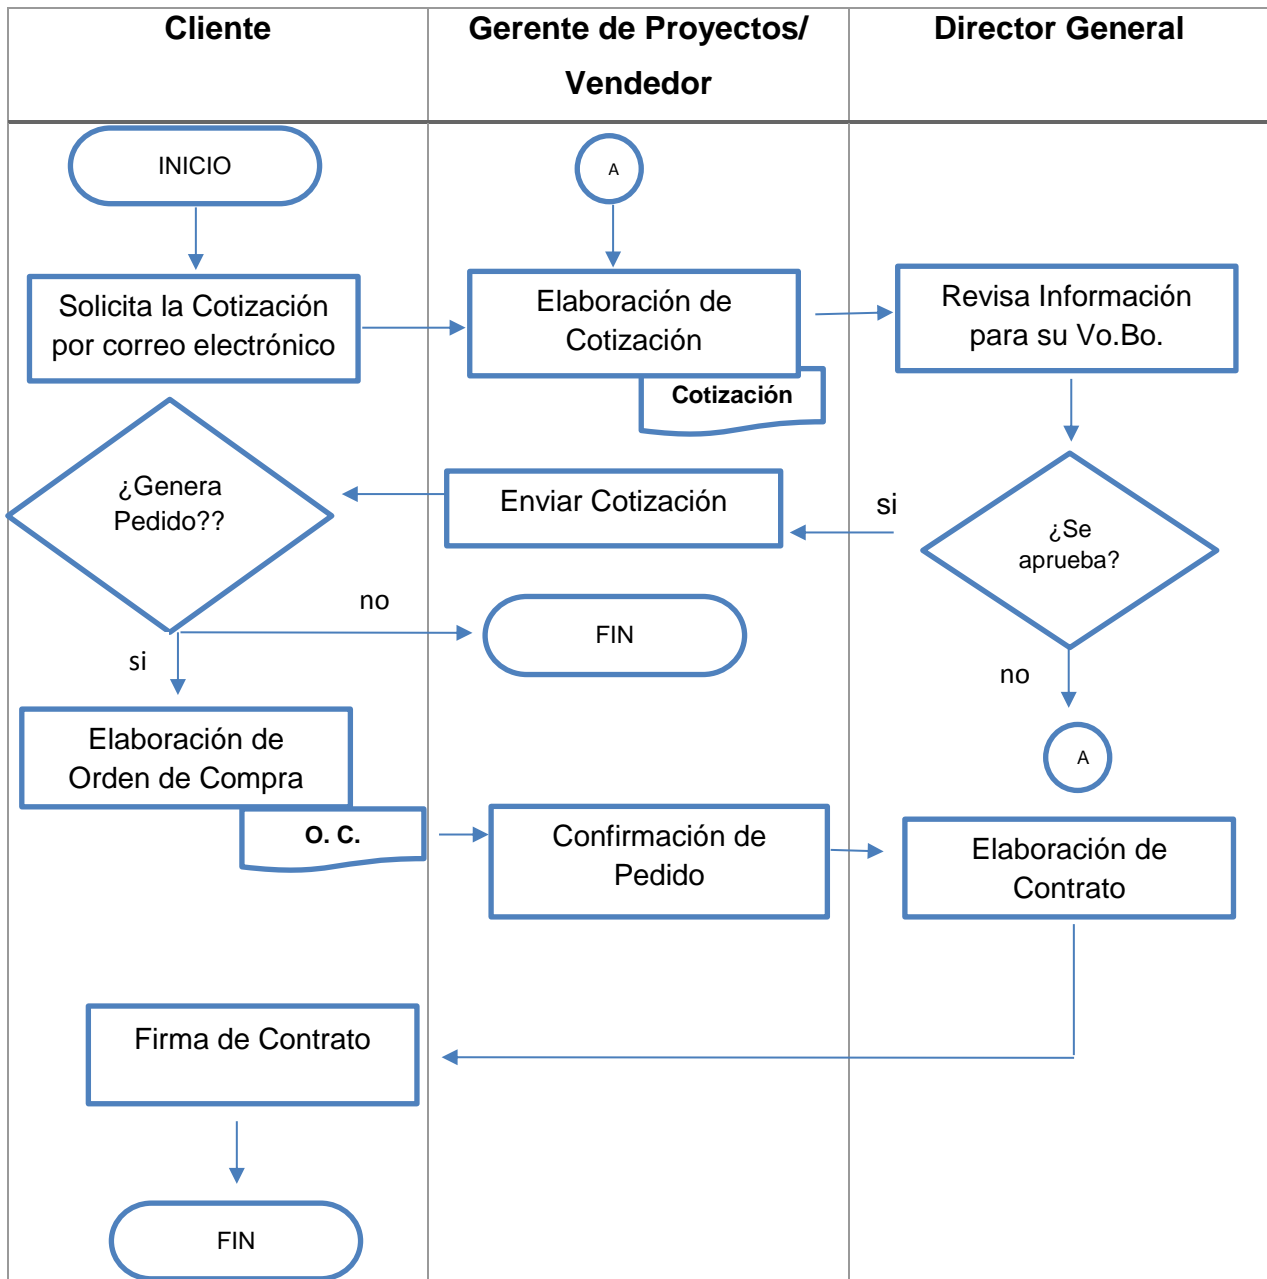 Cliente
Gerente de Proyectos/
Vendedor
Director General
INICIO
A
Solicita la Cotización
por correo electrónico
Elaboración de
Cotización
Cotización
Revisa Información
para su Vo.Bo.
¿Genera
Pedido??
Enviar Cotización
si
¿Se
aprueba?
no
FIN
si
no
A
Elaboración de
Orden de Compra
O. C.
Confirmación de
Pedido
Elaboración de
Contrato
Firma de Contrato
FIN